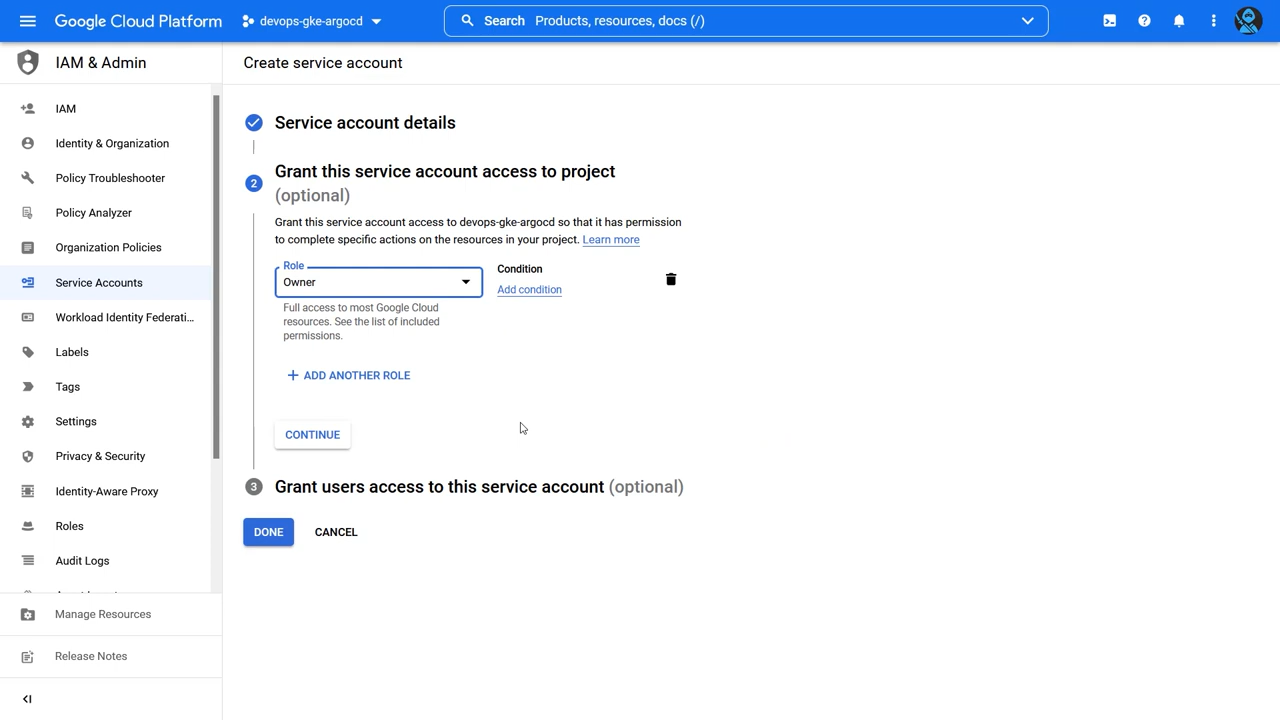 Google Cloud Platform
devops-gke-argocd
Search Products, resources, docs (/)
IAM & Admin
Create service account
IAM
Identity & Organization
Policy Troubleshooter
Policy Analyzer
Organization Policies
Service Accounts
Workload Identity Federati...
Labels
Tags
Settings
Privacy & Security
Identity-Aware Proxy
Roles
Audit Logs
Manage Resources
Release Notes
Service account details
2
Grant this service account access to project
(optional)
Grant this service account access to devops-gke-argocd so that it has permission
to complete specific actions on the resources in your project. Learn more
Role
Owner
Condition
Add condition
Full access to most Google Cloud
resources. See the list of included
permissions.
ADD ANOTHER ROLE
CONTINUE
3 Grant users access to this service account (optional)
DONE CANCEL